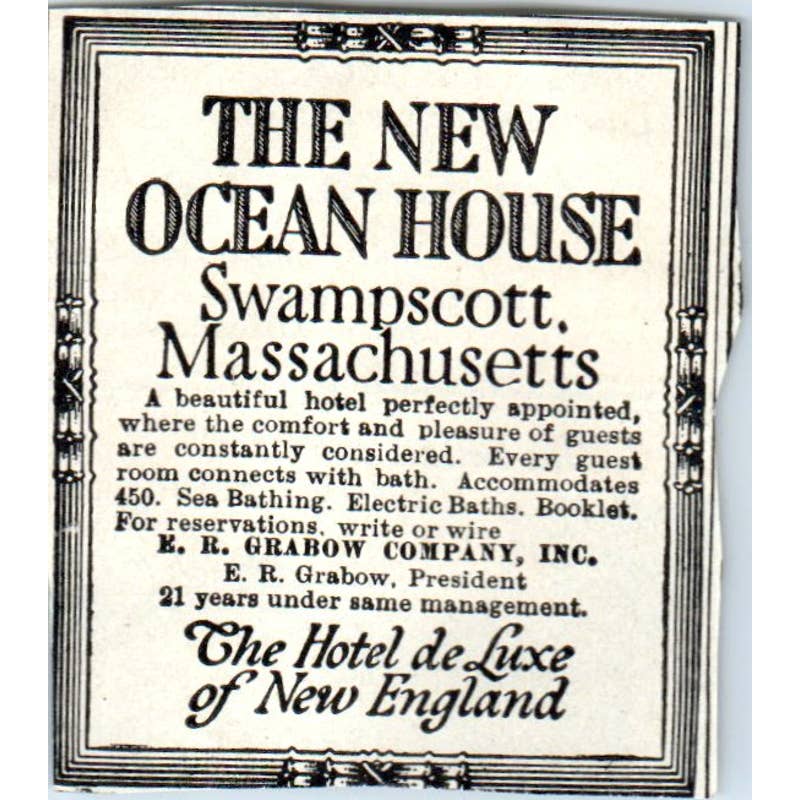 THE NEW
OCEAN HOUSE
Swampscott,
Massachusetts
A beautiful hotel perfectly appointed,
where the comfort and pleasure of guests
are constantly considered. Every guest
room connects with bath. Accommodates
450. Sea Bathing. Electric Baths. Booklet.
For reservations, write or wire
E. R. GRABOW COMPANY, INC.
E. R. Grabow, President
21 years under same management.
The Hotel de Luxe
of New England